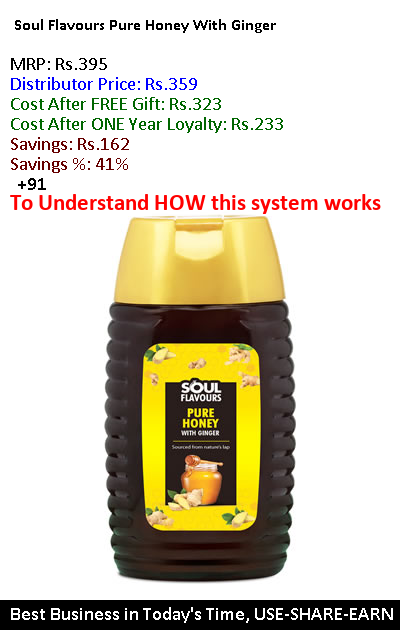 Soul Flavours Pure Honey With Ginger
MRP: Rs.395
Distributor Price: Rs.359
Cost After FREE Gift: Rs.323
Cost After ONE Year Loyalty: Rs.233
Savings: Rs.162
Savings %: 41%
+91
To Understand HOW this system works
SOUL
FLAVOURS
PURE
HONEY
WITH GINGER
Sourced from nature's lap
Best Business in Today's Time, USE-SHARE-EARN